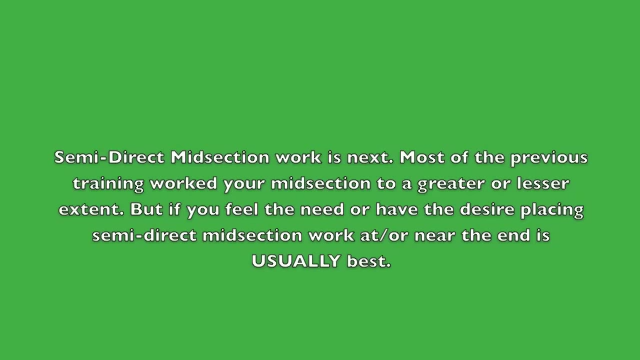 Semi-Direct Midsection work is next. Most of the previous
training worked your midsection to a greater or lesser
extent. But if you feel the need or have the desire placing
semi-direct midsection work at/or near the end is
USUALLY best.